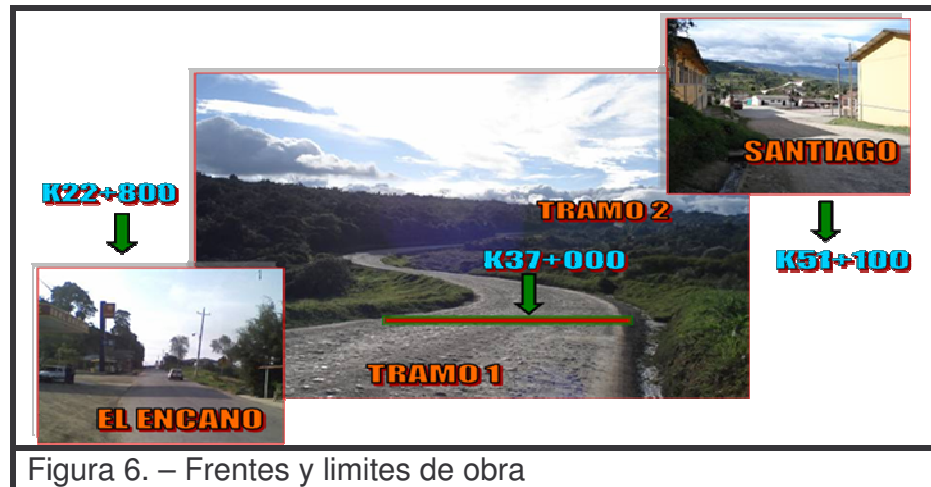 SANTIAGO
K22+800
TRAMO 2
K37+000
K51+100
TRAMO 1
EL ENCANO
Figura 6. – Frentes y limites de obra